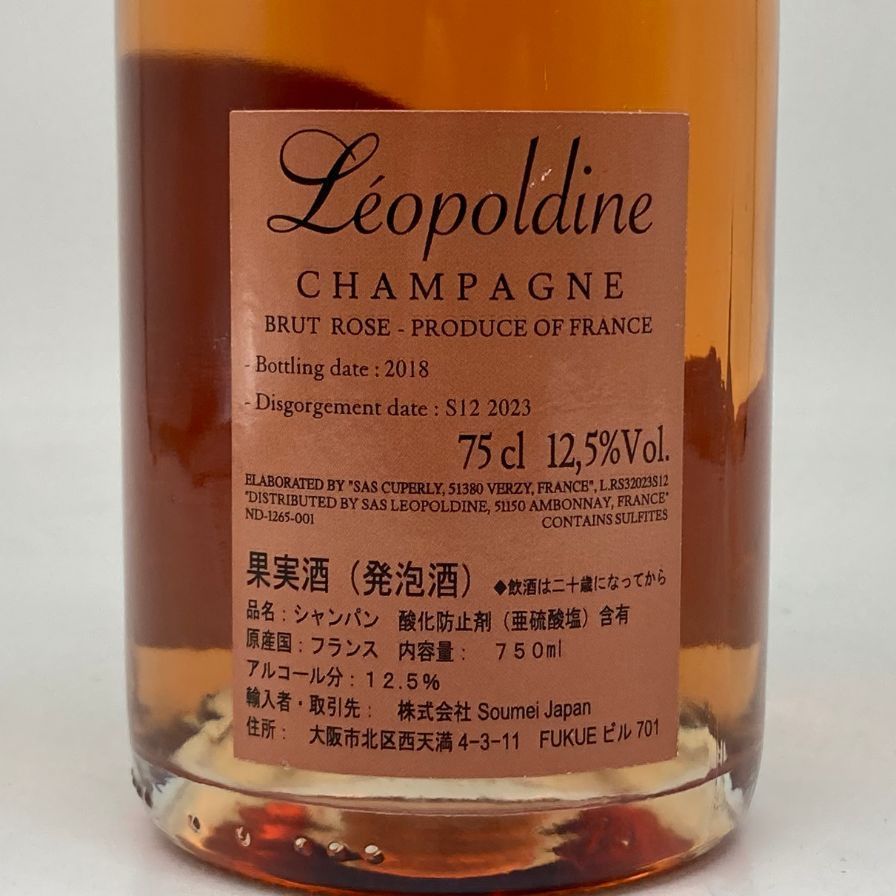 Léopoldine
CHAMPAGNE
BRUT ROSE - PRODUCE OF FRANCE
- Bottling date : 2018
- Disgorgement date : S12 2023
75 cl 12,5%Vol.
ELABORATED BY "SAS CUPERLY, 51380 VERZY, FRANCE", L.RS32023S12
"DISTRIBUTED BY SAS LEOPOLDINE, 51150 AMBONNAY, FRANCE"
ND-1265-001 CONTAINS SULFITES
果実酒（発泡酒） ◆飲酒は二十歳になってから
品名：シャンパン 酸化防止剤（亜硫酸塩）含有
原産国：フランス 内容量： ７５０ml
アルコール分：１２.５％
輸入者・取引先： 株式会社 Soumei Japan
住所： 大阪市北区西天満 4-3-11 FUKUE ビル 701